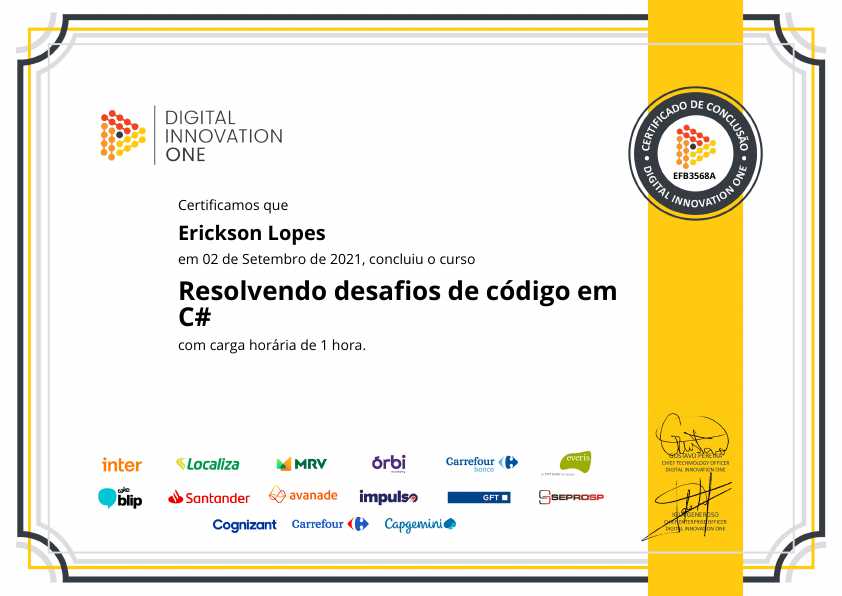 DIGITAL
INNOVATION
ONE
CERTIFICADO DE CONCLUSÃO
EFB3568A
DIGITAL INNOVATION ONE
Certificamos que
Erickson Lopes
em 02 de Setembro de 2021, concluiu o curso
Resolvendo desafios de código em
C#
com carga horária de 1 hora.
inter
Localiza
MRV
órbi
Carrefour
banco
everis
take
blip
Santander
avanade
impulso
GFT
SEPROSP
Cognizant
Carrefour
Capgemini
GUSTAVO PEREIRA
CHIEF TECHNOLOGY OFFICER
DIGITAL INNOVATION ONE
GENEROSO
CHIEF ENTERPRISE OFFICER
DIGITAL INNOVATION ONE